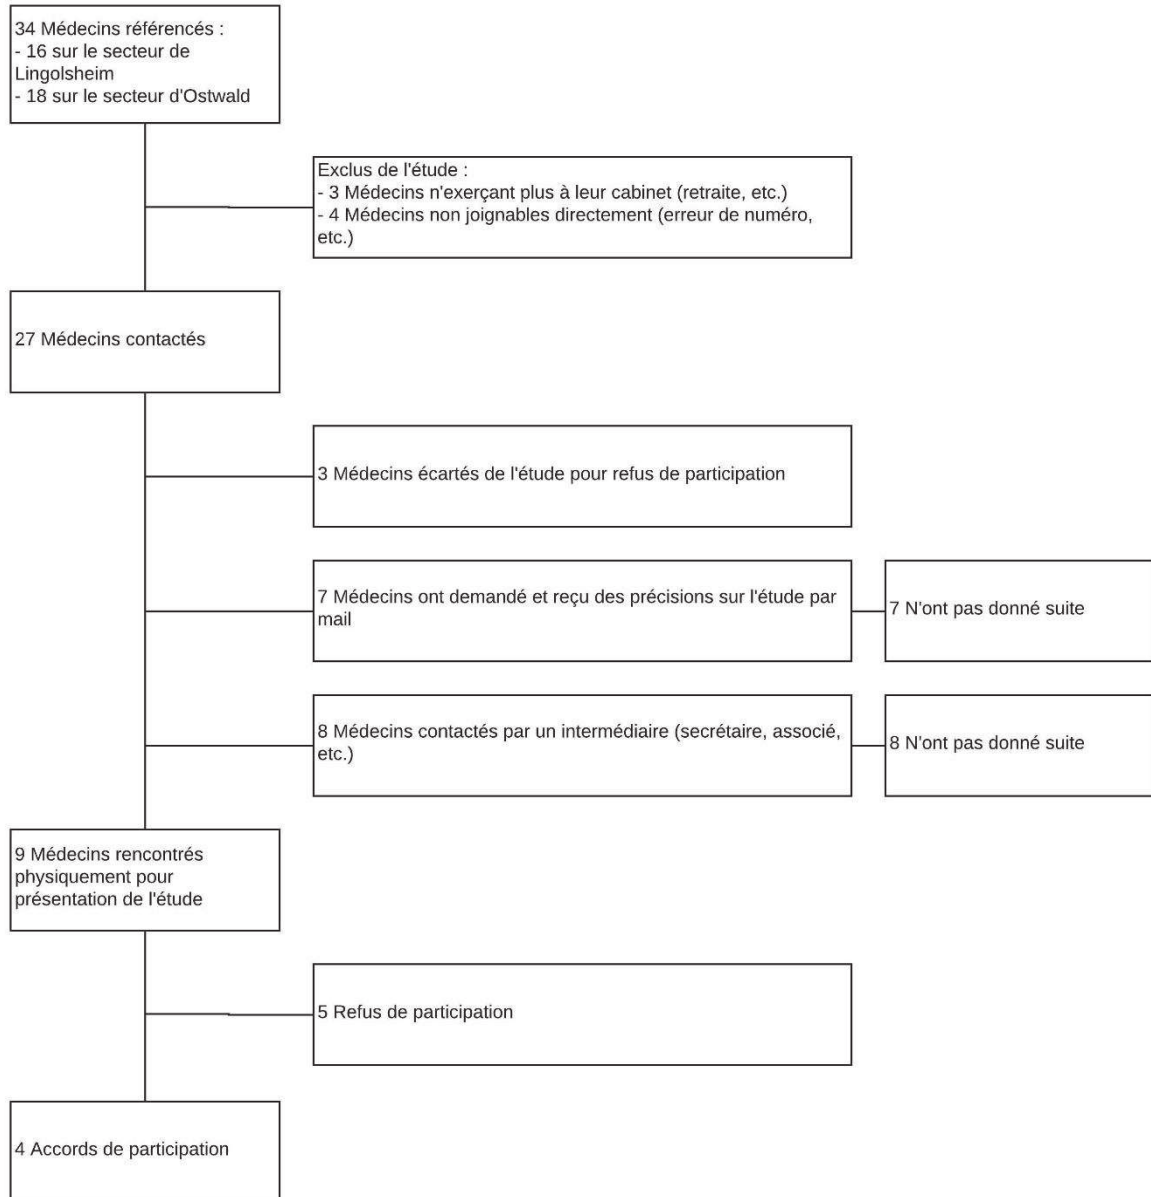 34 Médecins référencés :
- 16 sur le secteur de
Lingolsheim
- 18 sur le secteur d'Ostwald
Exclus de l'étude :
- 3 Médecins n'exerçant plus à leur cabinet (retraite, etc.)
- 4 Médecins non joignables directement (erreur de numéro,
etc.)
27 Médecins contactés
3 Médecins écartés de l'étude pour refus de participation
7 Médecins ont demandé et reçu des précisions sur l'étude par
mail
7 N'ont pas donné suite
8 Médecins contactés par un intermédiaire (secrétaire, associé,
etc.)
8 N'ont pas donné suite
9 Médecins rencontrés
physiquement pour
présentation de l'étude
5 Refus de participation
4 Accords de participation